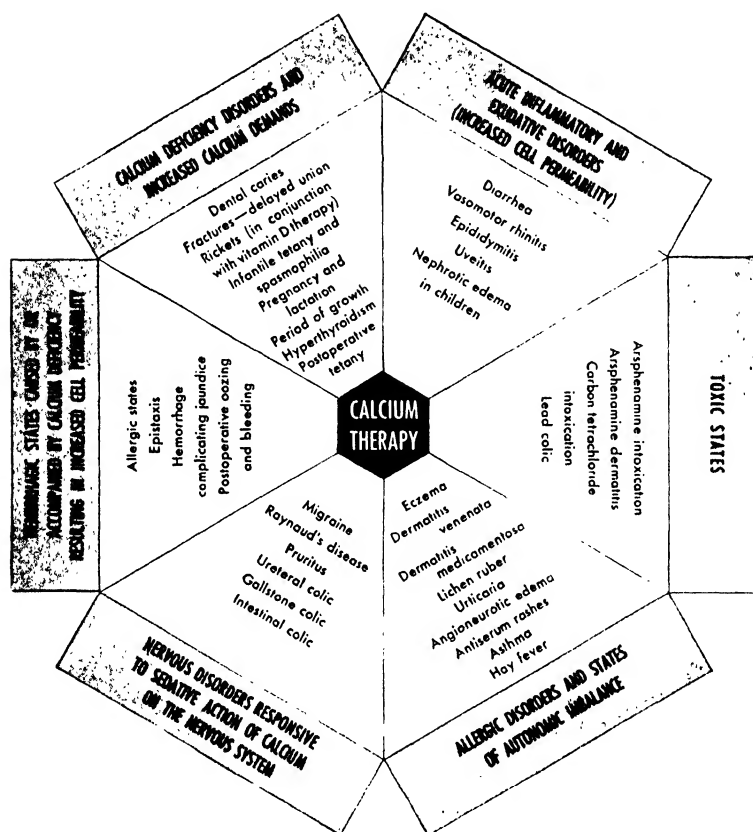 CALCIUM DEFICIENCY DISORDERS AND
INCREASED CALCIUM DEMANDS
Dental caries
Fractures—delayed union
Rickets (in conjunction
with vitamin D therapy)
Infantile tetany and
spasmophilia
Pregnancy and
lactation
Period of growth
Hyperthyroidism
Postoperative
tetany
ACUTE INFLAMMATORY AND
EXUDATIVE DISORDERS
(INCREASED CELL PERMEABILITY)
Diarrhea
Vasomotor rhinitis
Epididymitis
Uveitis
Nephrotic edema
in children
TOXIC STATES
Arsphenamine intoxication
Arsphenamine dermatitis
Carbon tetrachloride
intoxication
Lead colic
ALLERGIC DISORDERS AND STATES
OF AUTONOMIC IMBALANCE
Eczema
Dermatitis
venenata
Dermatitis
medicamentosa
Lichen ruber
Urticaria
Angioneurotic edema
Antiserum rashes
Asthma
Hay fever
NERVOUS DISORDERS RESPONSIVE
TO SEDATIVE ACTION OF CALCIUM
ON THE NERVOUS SYSTEM
Migraine
Raynaud's disease
Pruritus
Ureteral colic
Gallstone colic
Intestinal colic
HEMORRHAGIC STATES CAUSED BY OR
ACCOMPANIED BY CALCIUM DEFICIENCY
RESULTING IN INCREASED CELL PERMEABILITY
Allergic states
Epistaxis
Hemorrhage
complicating jaundice
Postoperative oozing
and bleeding
CALCIUM
THERAPY